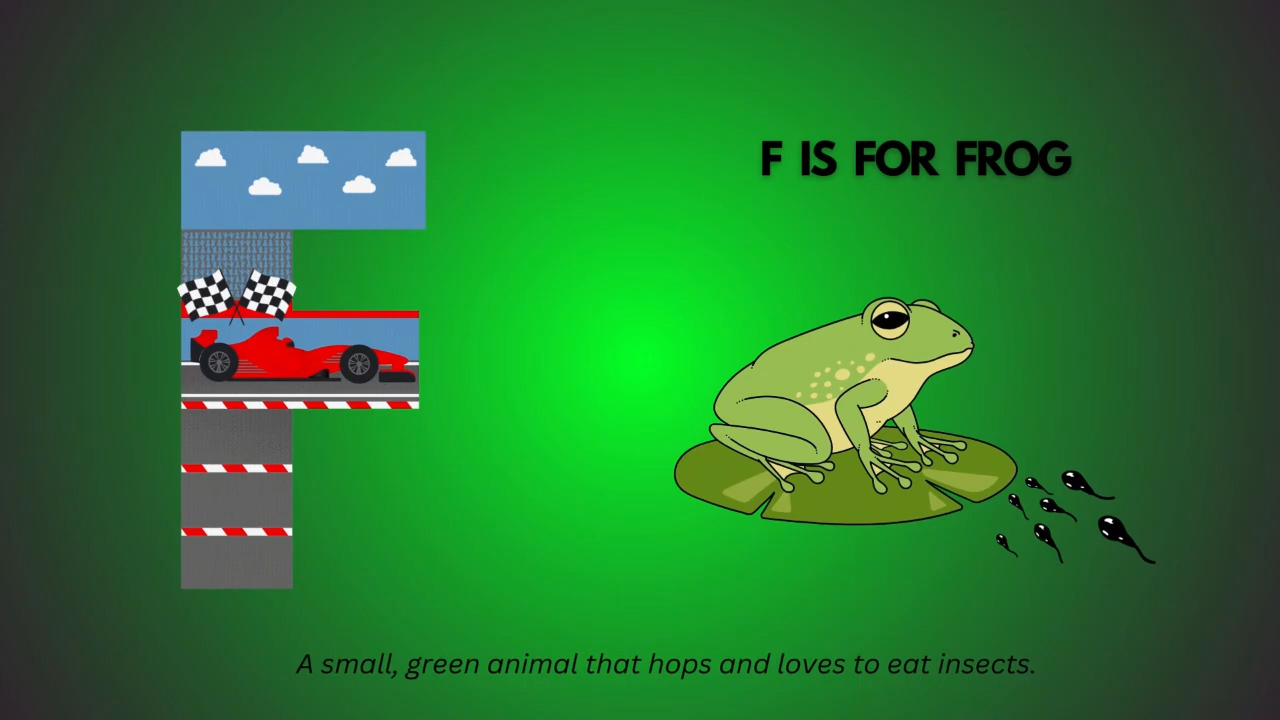 F IS FOR FROG
A small, green animal that hops and loves to eat insects.